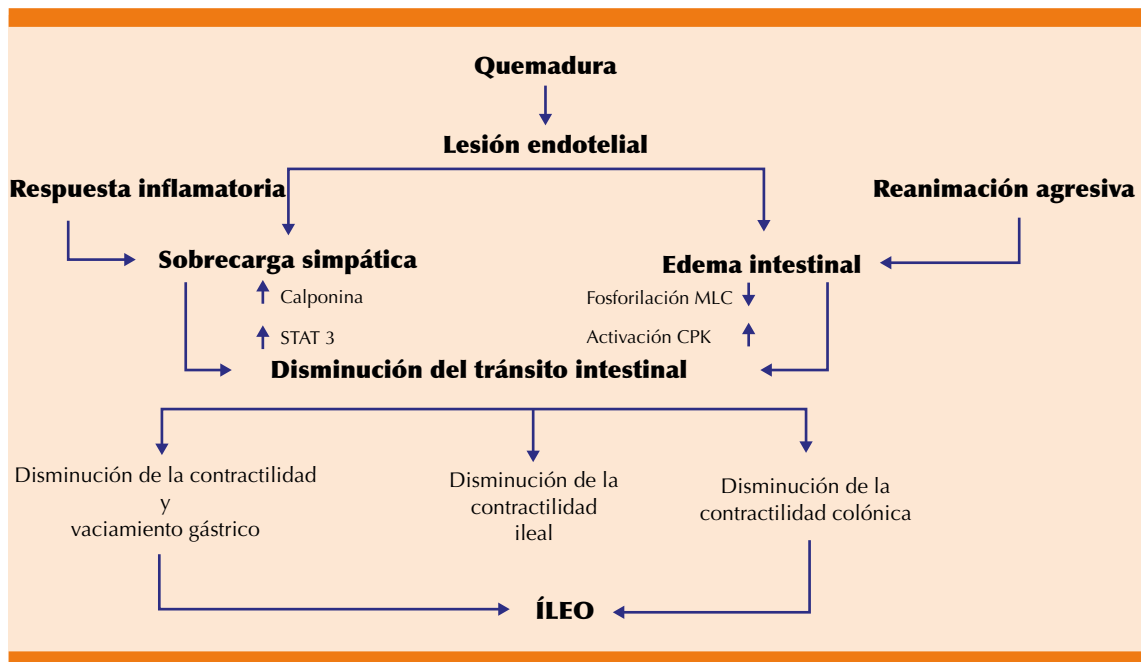 Quemadura
Lesión endotelial
Respuesta inflamatoria
Reanimación agresiva
Sobrecarga simpática
Edema intestinal
Calponina
Fosforilación MLC
STAT 3
Activación CPK
Disminución del tránsito intestinal
Disminución de la contractilidad
y
vaciamiento gástrico
Disminución de la
contractilidad
ileal
Disminución de la
contractilidad colónica
ÍLEO